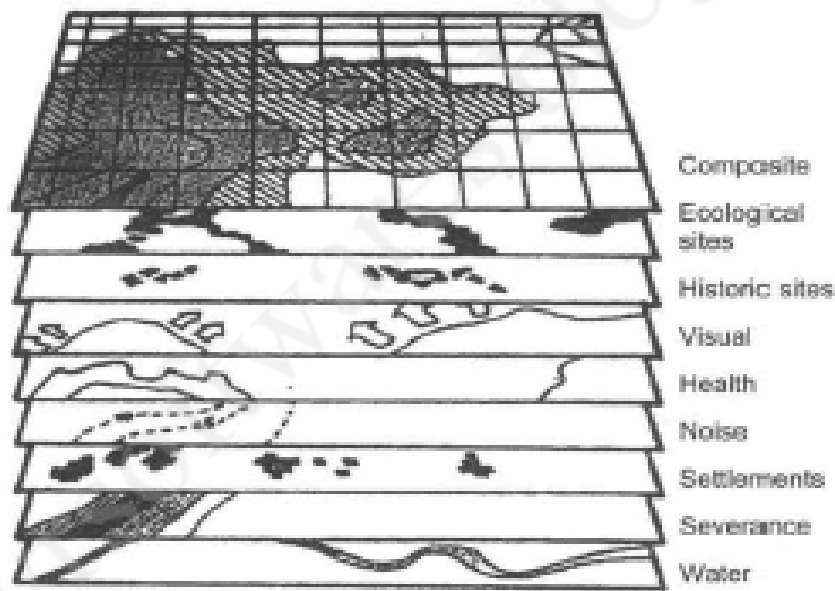 Composite
Ecological
sites
Historic sites
Visual
Health
Noise
Settlements
Severance
Water